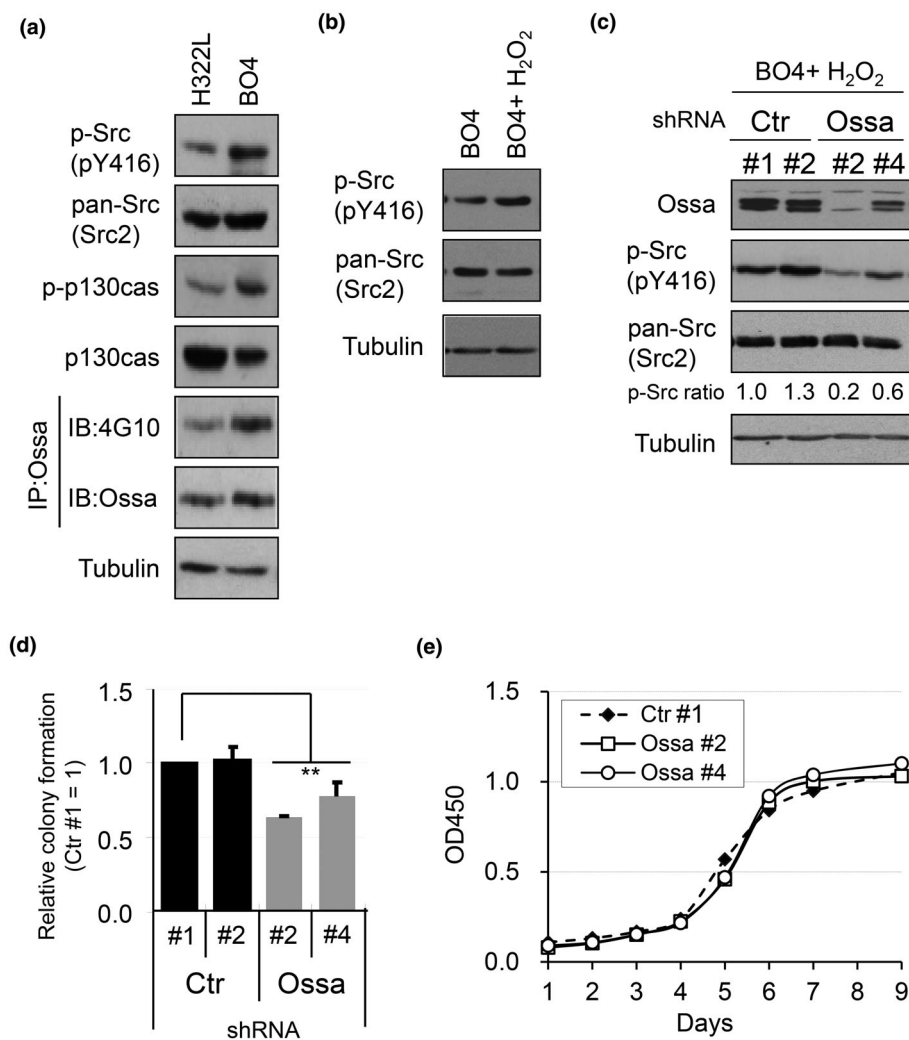 (a)
H322L
BO4
p-Src
(pY416)
pan-Src
(Src2)
p-p130cas
p130cas
IP:Ossa
IB:4G10
IB:Ossa
Tubulin
(b)
BO4
BO4+ H₂O₂
p-Src
(pY416)
pan-Src
(Src2)
Tubulin
(c)
BO4+ H₂O₂
shRNA Ctr Ossa
#1 #2 #2 #4
Ossa
p-Src
(pY416)
pan-Src
(Src2)
p-Src ratio 1.0 1.3 0.2 0.6
Tubulin
(d)
Relative colony formation
(Ctr #1 = 1)
1.5
1.0
0.5
0.0
**
#1 #2 #2 #4
Ctr Ossa
shRNA
(e)
OD450
1.5
1.0
0.5
0.0
Ctr #1
Ossa #2
Ossa #4
1 2 3 4 5 6 7 8 9
Days